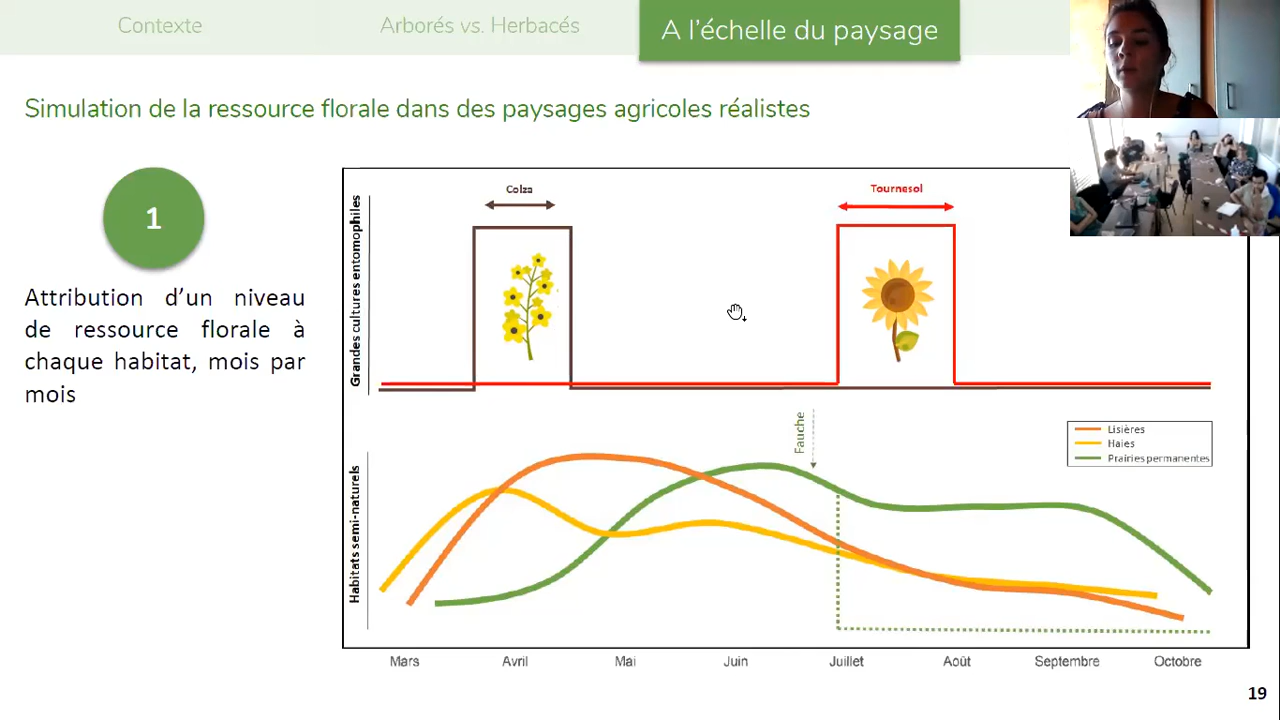 Contexte
Arborés vs. Herbacés
A l’échelle du paysage
Simulation de la ressource florale dans des paysages agricoles réalistes
1
Attribution d’un niveau
de ressource florale à
chaque habitat, mois par
mois
Grandes cultures entomophiles
Colza
Tournesol
Habitats semi-naturels
Fauche
Lisières
Haies
Prairies permanentes
Mars Avril Mai Juin Juillet Août Septembre Octobre
19